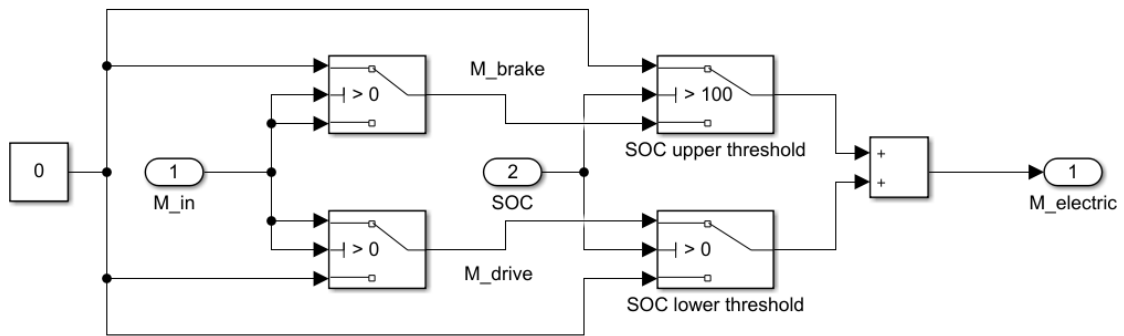 M_brake
> 0
> 100
SOC upper threshold
0
1
M_in
2
SOC
+
+
1
M_electric
> 0
M_drive
> 0
SOC lower threshold